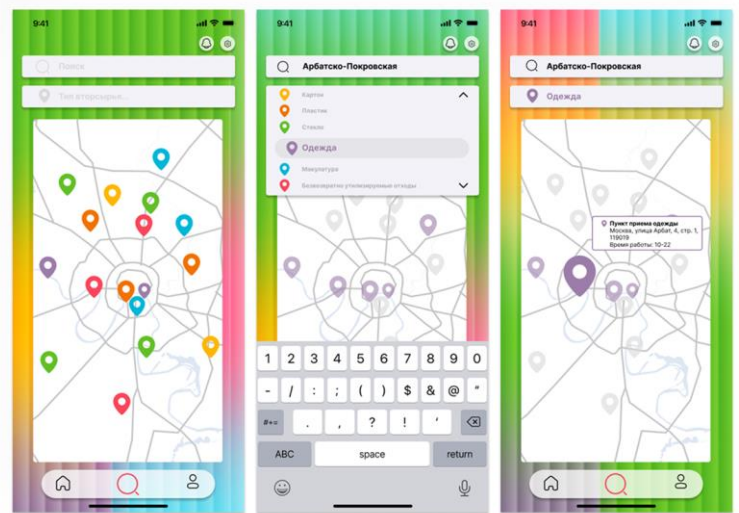 9:41
Поиск
Тип вторсырья...
9:41
Арбатско-Покровская
Картон
Пластик
Стекло
Одежда
Макулатура
Безвозвратно утилизируемые отходы
1 2 3 4 5 6 7 8 9 0
- / : ; ( ) $ & @ "
#+= . , ? ! '
ABC space return
9:41
Арбатско-Покровская
Одежда
Пункт приема одежды
Москва, улица Арбат, 4, стр. 1,
119019
Время работы: 10-22